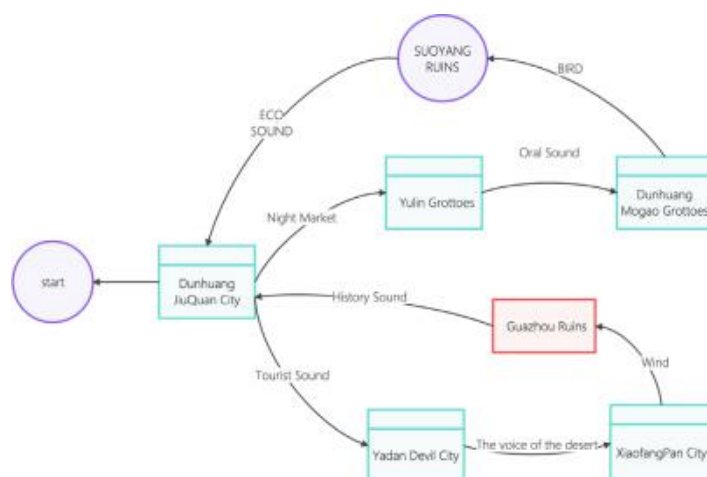 SUOYANG
RUINS
BIRD
ECO
SOUND
Oral Sound
Yulin Grottoes
Dunhuang
Mogao Grottoes
Night Market
start
Dunhuang
JiuQuan City
History Sound
Guazhou Ruins
Wind
Tourist Sound
Yadan Devil City
The voice of the desert
XiaofangPan City